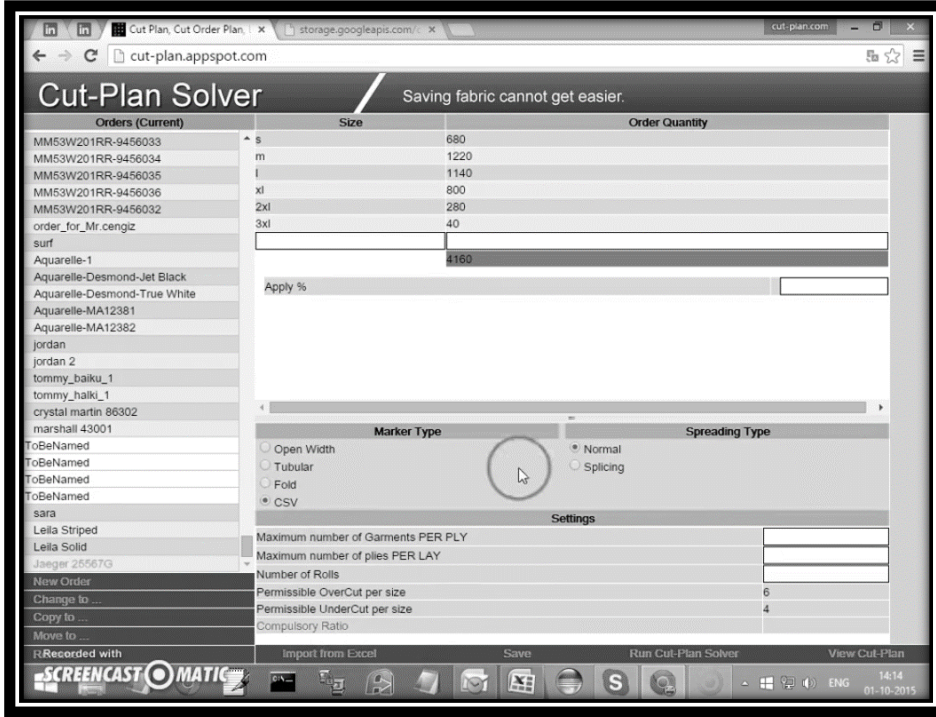 Cut Plan, Cut Order Plan,
storage.googleapis.com/c
cut-plan.com
cut-plan.appspot.com
Cut-Plan Solver
Saving fabric cannot get easier.
Orders (Current)
Size
Order Quantity
MM53W201RR-9456033
MM53W201RR-9456034
MM53W201RR-9456035
MM53W201RR-9456036
MM53W201RR-9456032
order_for_Mr.cengiz
surf
Aquarelle-1
Aquarelle-Desmond-Jet Black
Aquarelle-Desmond-True White
Aquarelle-MA12381
Aquarelle-MA12382
jordan
jordan 2
tommy_baiku_1
tommy_halki_1
crystal martin 86302
marshall 43001
ToBeNamed
ToBeNamed
ToBeNamed
ToBeNamed
sara
Leila Striped
Leila Solid
Jaeger 25567G
New Order
Change to ...
Copy to ...
Move to ...
s 680
m 1220
l 1140
xl 800
2xl 280
3xl 40
4160
Apply %
Marker Type
Open Width
Tubular
Fold
CSV
Spreading Type
Normal
Splicing
Settings
Maximum number of Garments PER PLY
Maximum number of plies PER LAY
Number of Rolls
Permissible OverCut per size 6
Permissible UnderCut per size 4
Compulsory Ratio
Import from Excel
Save
Run Cut-Plan Solver
View Cut-Plan
Recorded with
SCREENCAST O MATIC
ENG
14:14
01-10-2015